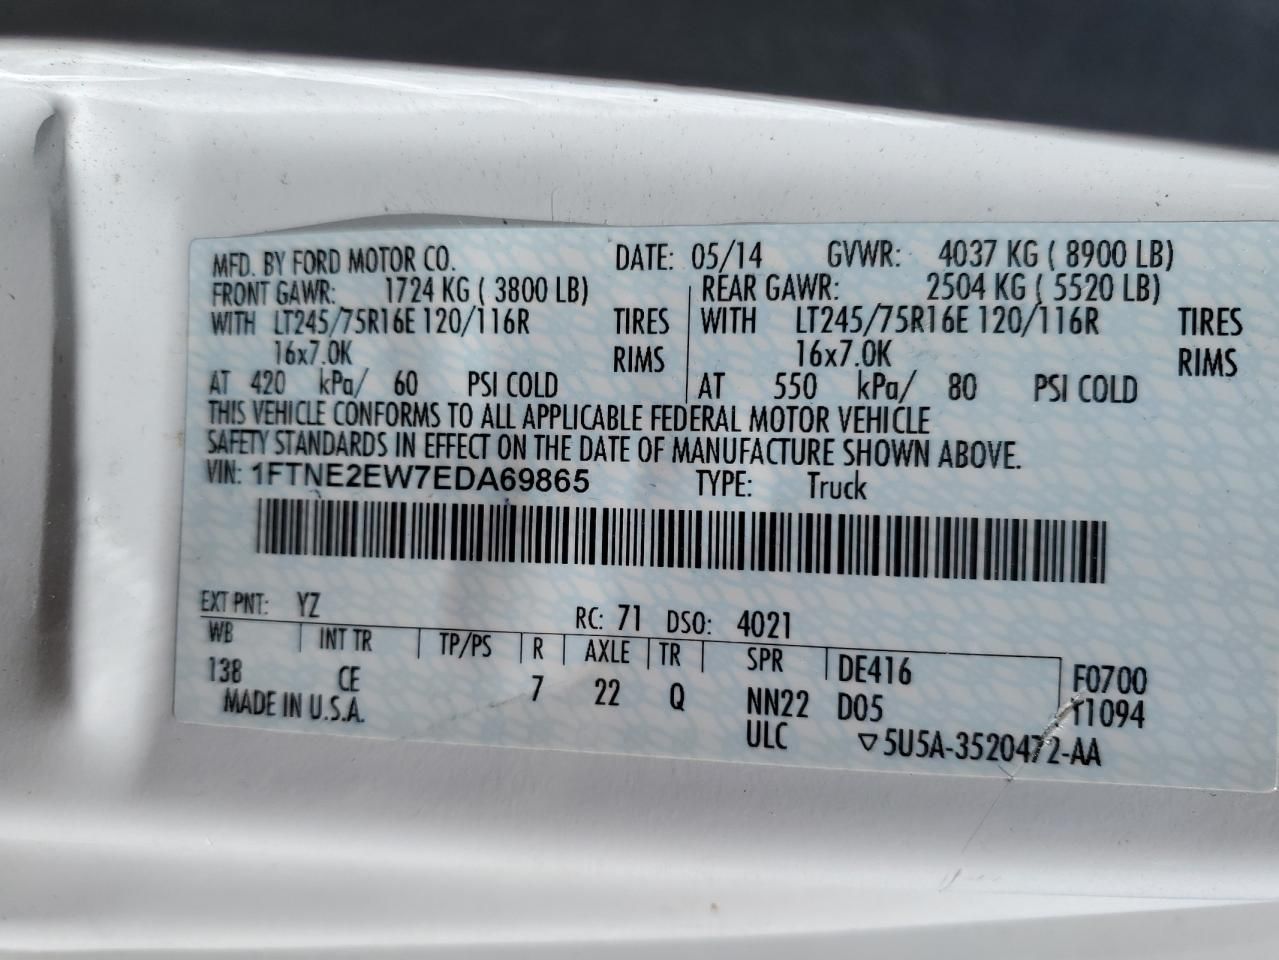 MFD. BY FORD MOTOR CO. DATE: 05/14 GVWR: 4037 KG ( 8900 LB)
FRONT GAWR: 1724 KG ( 3800 LB) REAR GAWR: 2504 KG ( 5520 LB)
WITH LT245/75R16E 120/116R TIRES WITH LT245/75R16E 120/116R TIRES
16x7.0K RIMS 16x7.0K RIMS
AT 420 kPa/ 60 PSI COLD AT 550 kPa/ 80 PSI COLD
THIS VEHICLE CONFORMS TO ALL APPLICABLE FEDERAL MOTOR VEHICLE
SAFETY STANDARDS IN EFFECT ON THE DATE OF MANUFACTURE SHOWN ABOVE.
VIN: 1FTNE2EW7EDA69865 TYPE: Truck
EXT PNT: YZ RC: 71 DSO: 4021
WB INT TR TP/PS R AXLE TR SPR DE416 F0700
138 CE 7 22 Q NN22 D05 T1094
MADE IN U.S.A. ULC ▽5U5A-3520472-AA